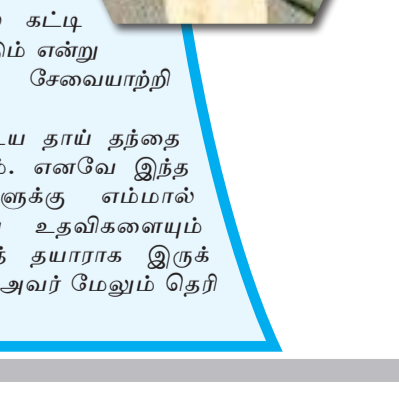 கட்டி
என்று
சேவையாற்றி
தாய் தந்தை
எனவே இந்த
எம்மால்
உதவிகளையும்
தயாராக இருக்
அவர் மேலும் தெரி